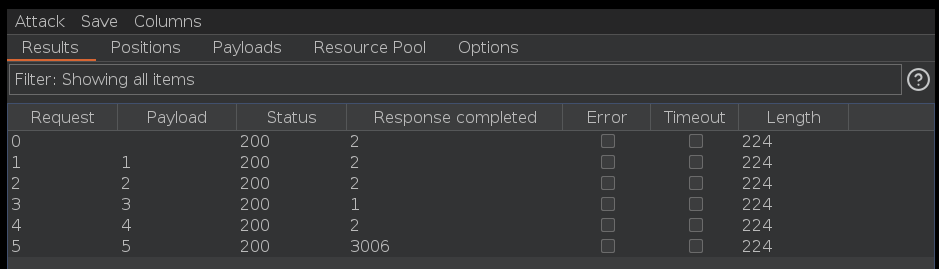 Attack Save Columns
Results Positions Payloads Resource Pool Options
Filter: Showing all items ?
Request Payload Status Response completed Error Timeout Length
0 200 2 224
1 1 200 2 224
2 2 200 2 224
3 3 200 1 224
4 4 200 2 224
5 5 200 3006 224